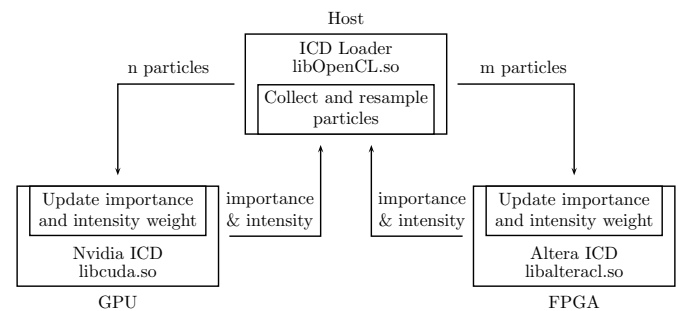 Host
ICD Loader
libOpenCL.so
Collect and resample
particles
n particles
m particles
Update importance
and intensity weight
Nvidia ICD
libcuda.so
GPU
importance
& intensity
importance
& intensity
Update importance
and intensity weight
Altera ICD
libalteracl.so
FPGA